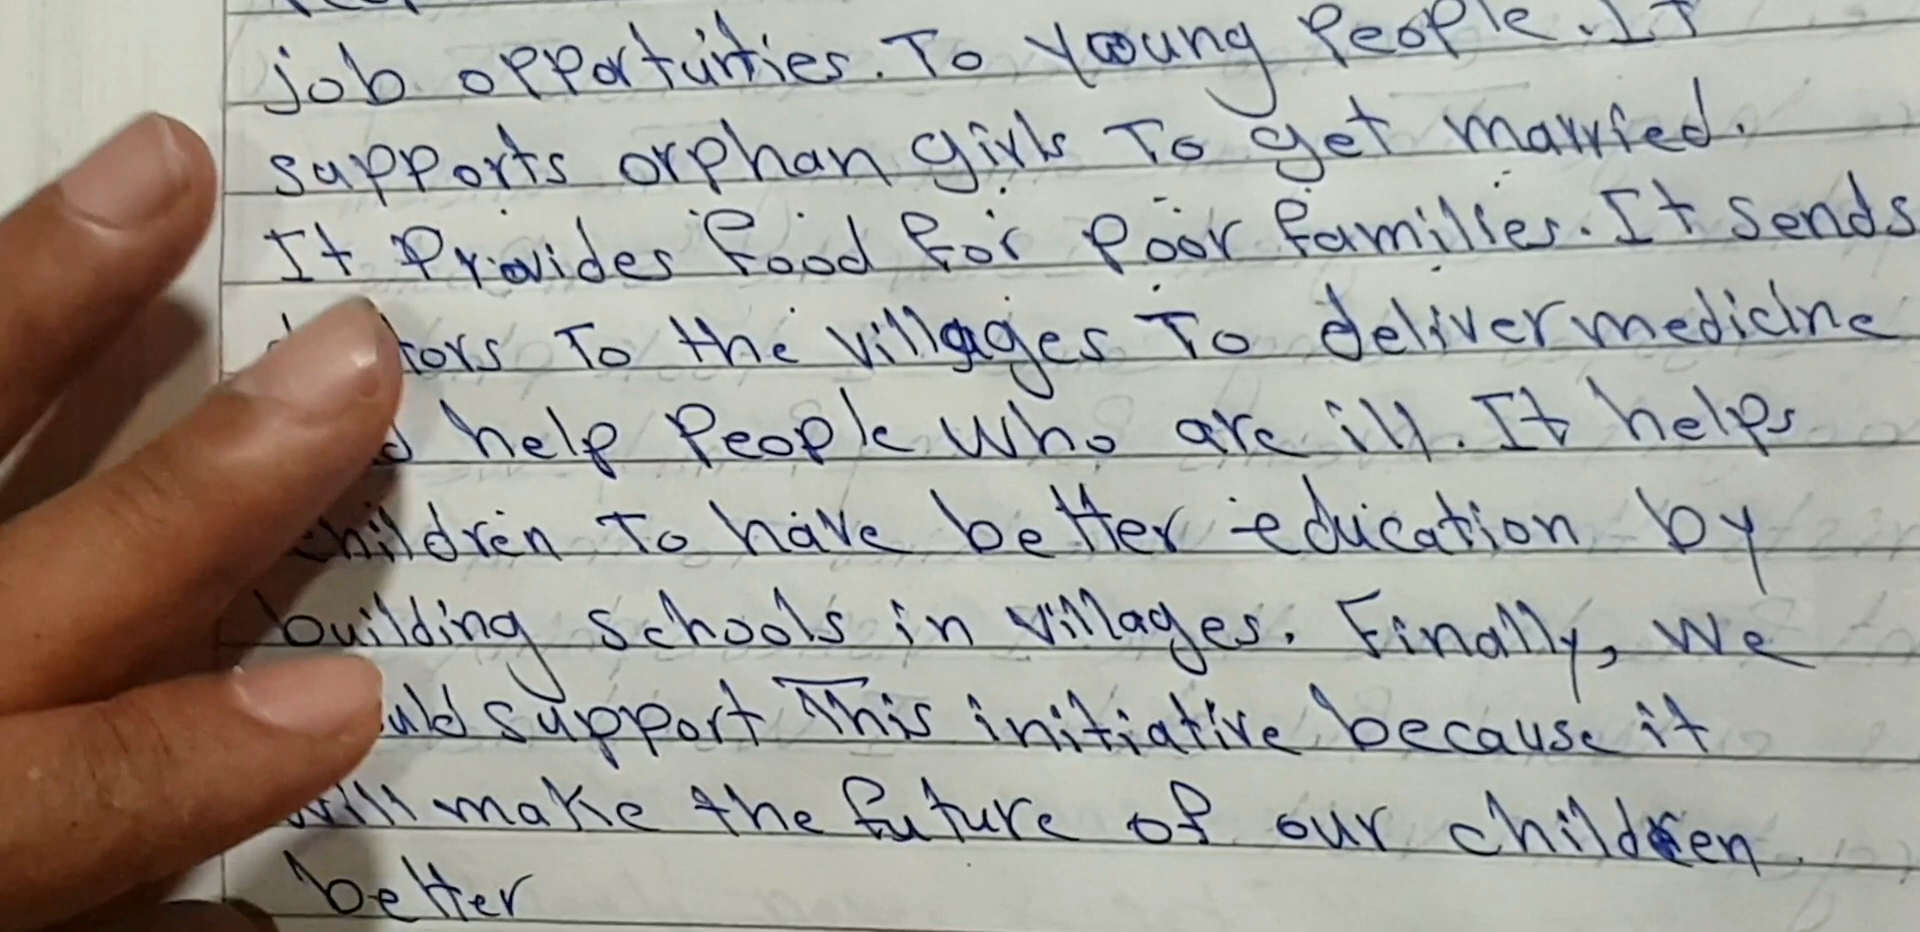 job opportunities. To young People. It
supports orphan girls To get married.
It Provides food for Poor families. It sends
To the villages To deliver medicine
help People who are ill. It helps
children To have better education by
building schools in villages. Finally, we
support This initiative because it
will make the future of our children
better